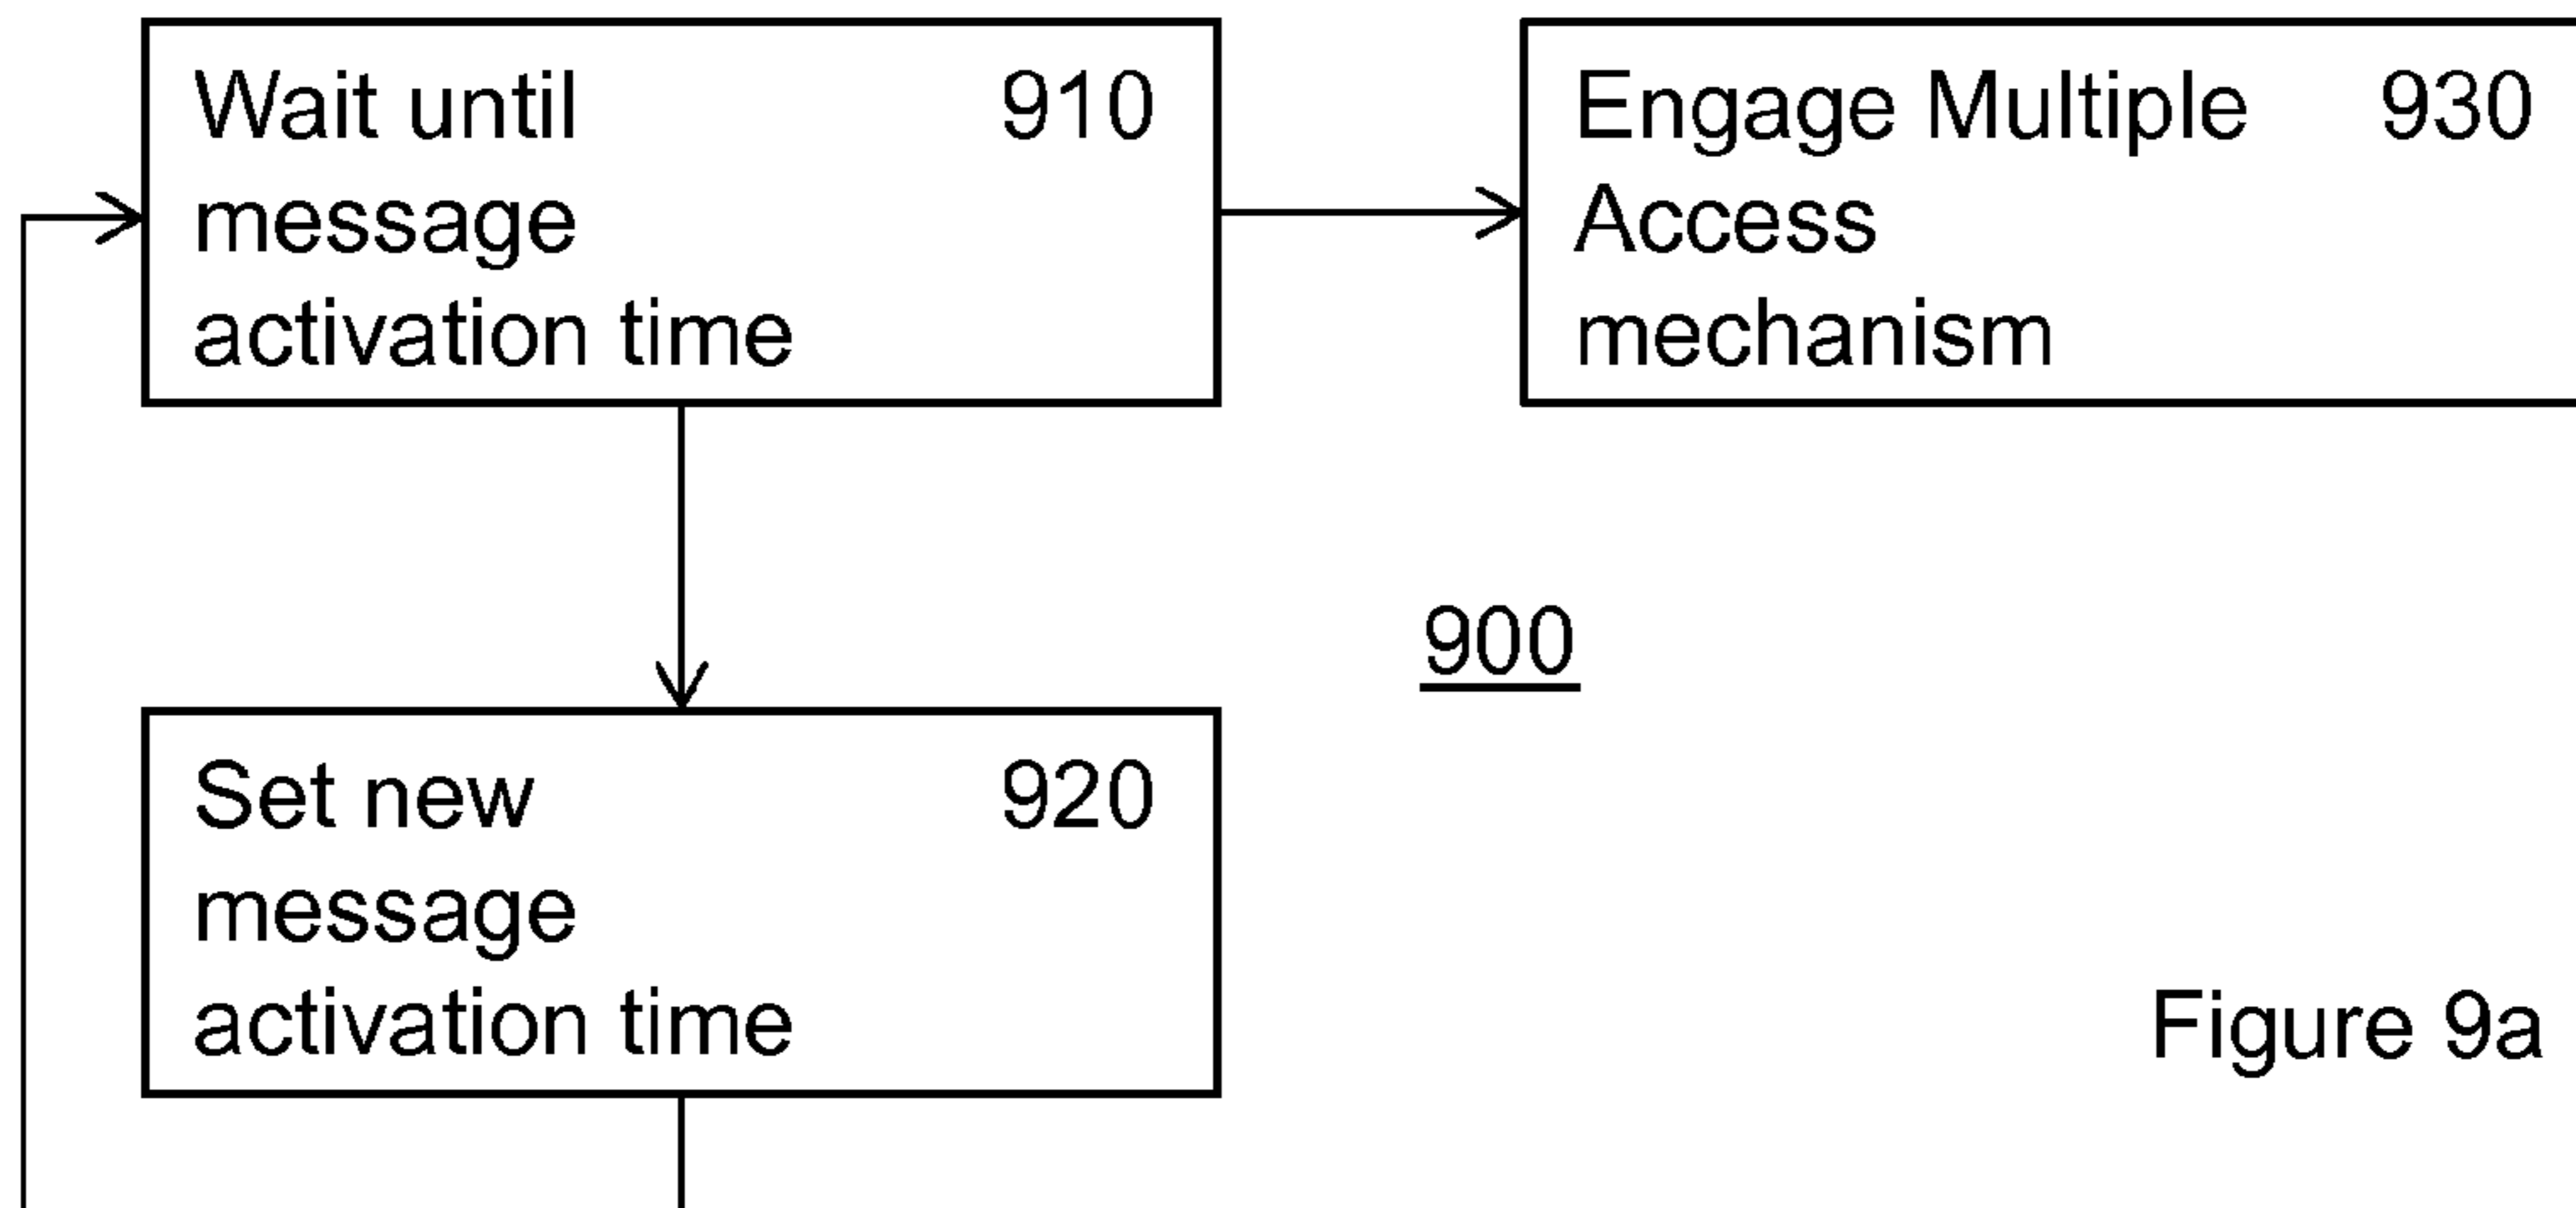 Wait until 910
message
activation time
Engage Multiple 930
Access
mechanism
900
Set new 920
message
activation time
Figure 9a